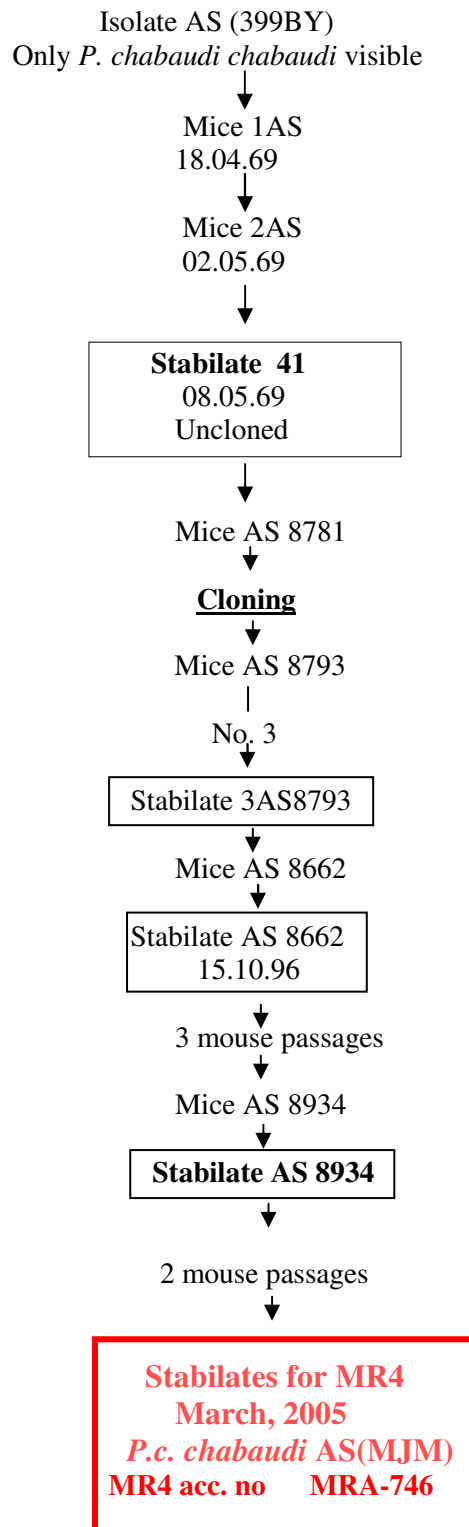 Isolate AS (399BY)
Only P. chabaudi chabaudi visible
Mice 1AS
18.04.69
Mice 2AS
02.05.69
Stabilate 41
08.05.69
Uncloned
Mice AS 8781
Cloning
Mice AS 8793
No. 3
Stabilate 3AS8793
Mice AS 8662
Stabilate AS 8662
15.10.96
3 mouse passages
Mice AS 8934
Stabilate AS 8934
2 mouse passages
Stabilates for MR4
March, 2005
P.c. chabaudi AS(MJM)
MR4 acc. no MRA-746